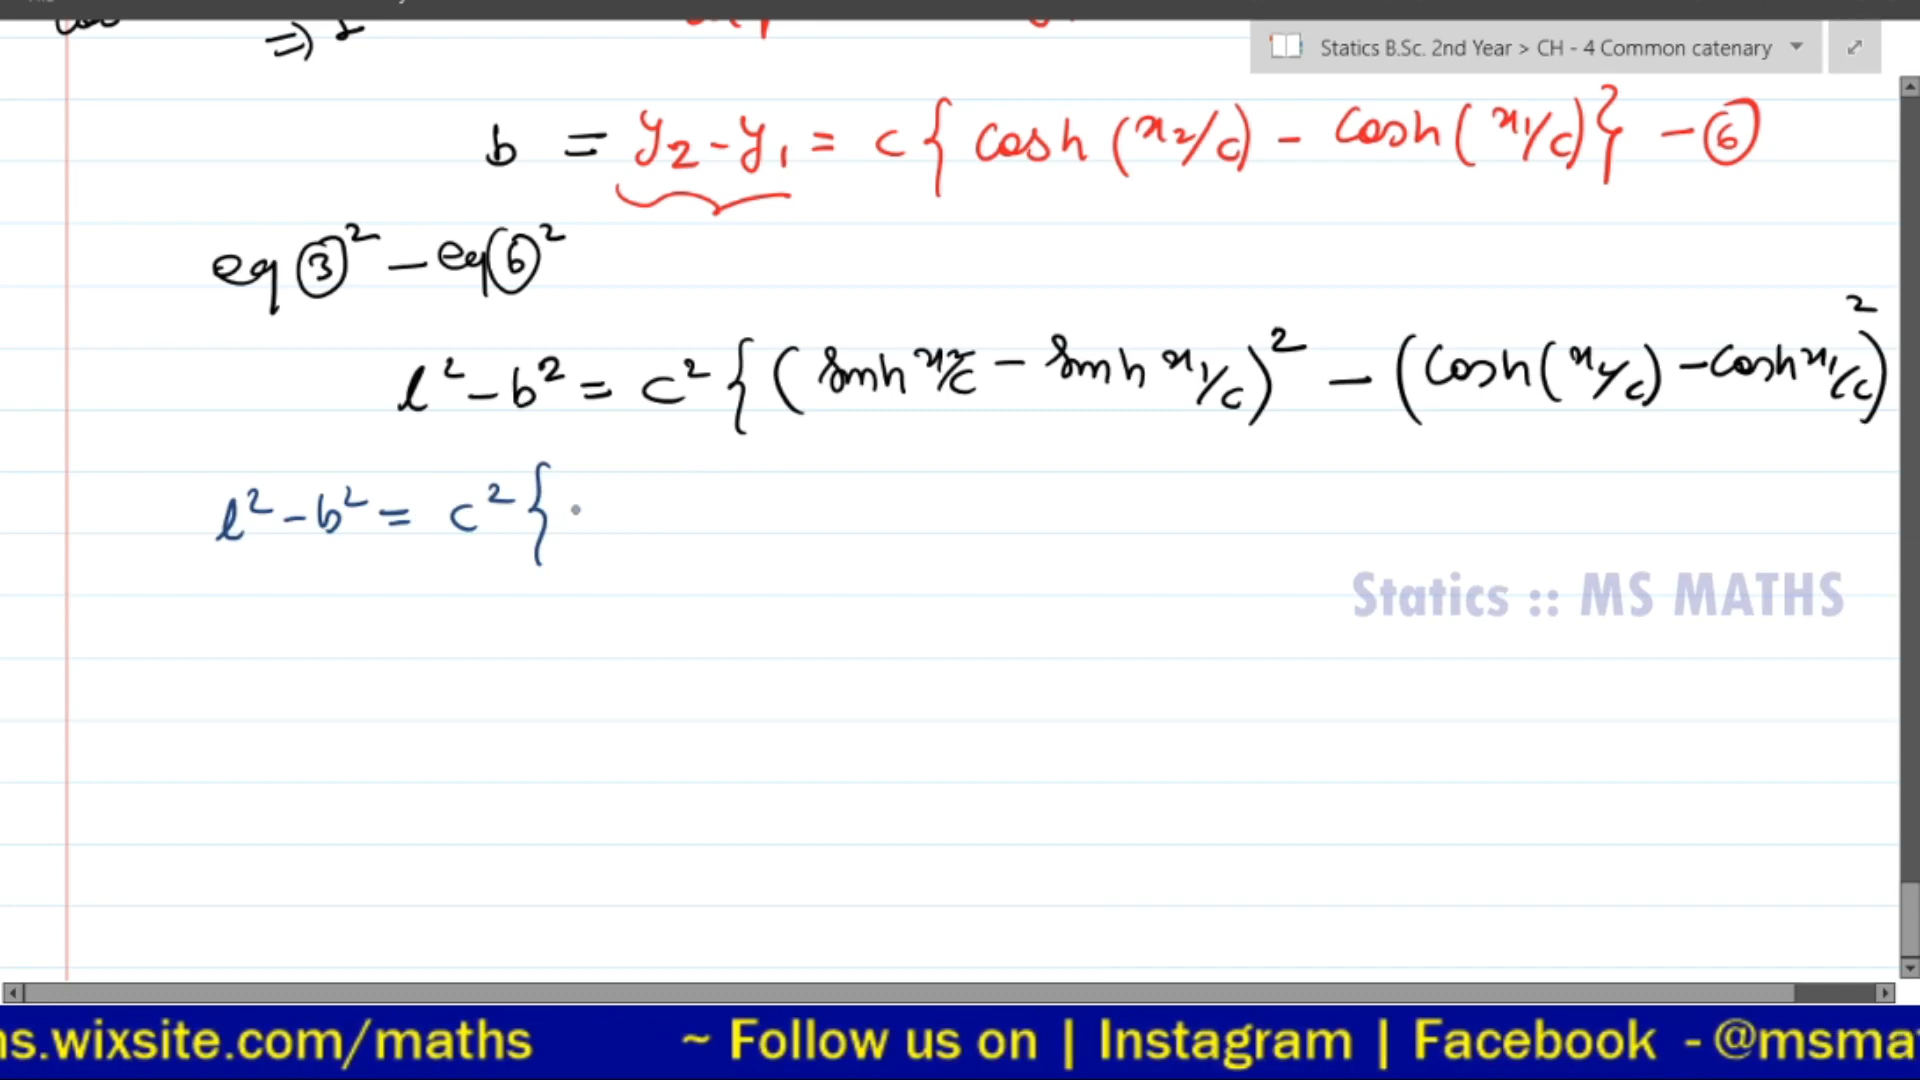 => 1
Statics B.Sc. 2nd Year > CH - 4 Common catenary
b = y₂ - y₁ = c { cosh (x₂/c) - cosh (x₁/c) } - ⑥
eq ③² - eq ⑥²
l² - b² = c² { (sinh x₂/c - sinh x₁/c)² - (cosh (x₂/c) - cosh x₁/c)²
l² - b² = c² {
Statics :: MS MATHS
ns.wixsite.com/maths ~ Follow us on | Instagram | Facebook - @msma